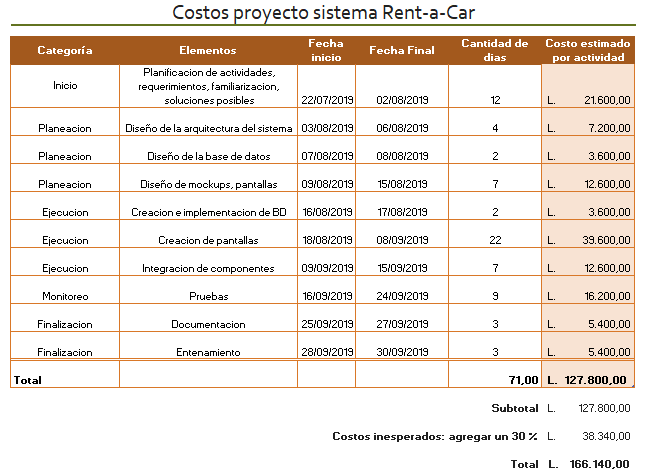 Costos proyecto sistema Rent-a-Car
Categoría Elementos Fecha inicio Fecha Final Cantidad de dias Costo estimado por actividad
Inicio Planificacion de actividades, requerimientos, familiarizacion, soluciones posibles 22/07/2019 02/08/2019 12 L. 21.600,00
Planeacion Diseño de la arquitectura del sistema 03/08/2019 06/08/2019 4 L. 7.200,00
Planeacion Diseño de la base de datos 07/08/2019 08/08/2019 2 L. 3.600,00
Planeacion Diseño de mockups, pantallas 09/08/2019 15/08/2019 7 L. 12.600,00
Ejecucion Creacion e implementacion de BD 16/08/2019 17/08/2019 2 L. 3.600,00
Ejecucion Creacion de pantallas 18/08/2019 08/09/2019 22 L. 39.600,00
Ejecucion Integracion de componentes 09/09/2019 15/09/2019 7 L. 12.600,00
Monitoreo Pruebas 16/09/2019 24/09/2019 9 L. 16.200,00
Finalizacion Documentacion 25/09/2019 27/09/2019 3 L. 5.400,00
Finalizacion Entenamiento 28/09/2019 30/09/2019 3 L. 5.400,00
Total 71,00 L. 127.800,00
Subtotal L. 127.800,00
Costos inesperados: agregar un 30 % L. 38.340,00
Total L. 166.140,00